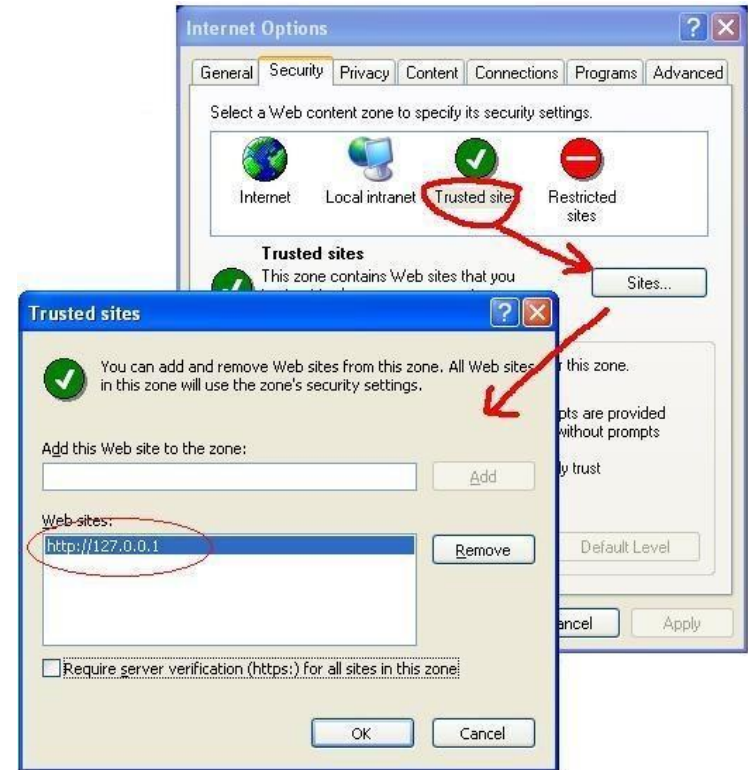 Internet Options
General Security Privacy Content Connections Programs Advanced
Select a Web content zone to specify its security settings.
Internet Local intranet Trusted sites Restricted sites
Trusted sites
This zone contains Web sites that you
Sites...
Trusted sites
You can add and remove Web sites from this zone. All Web sites
in this zone will use the zone's security settings.
this zone.
pts are provided
without prompts
ly trust
Add this Web site to the zone:
Add
Web sites:
http://127.0.0.1
Remove
Default Level
ancel
Apply
Require server verification (https:) for all sites in this zone
OK Cancel